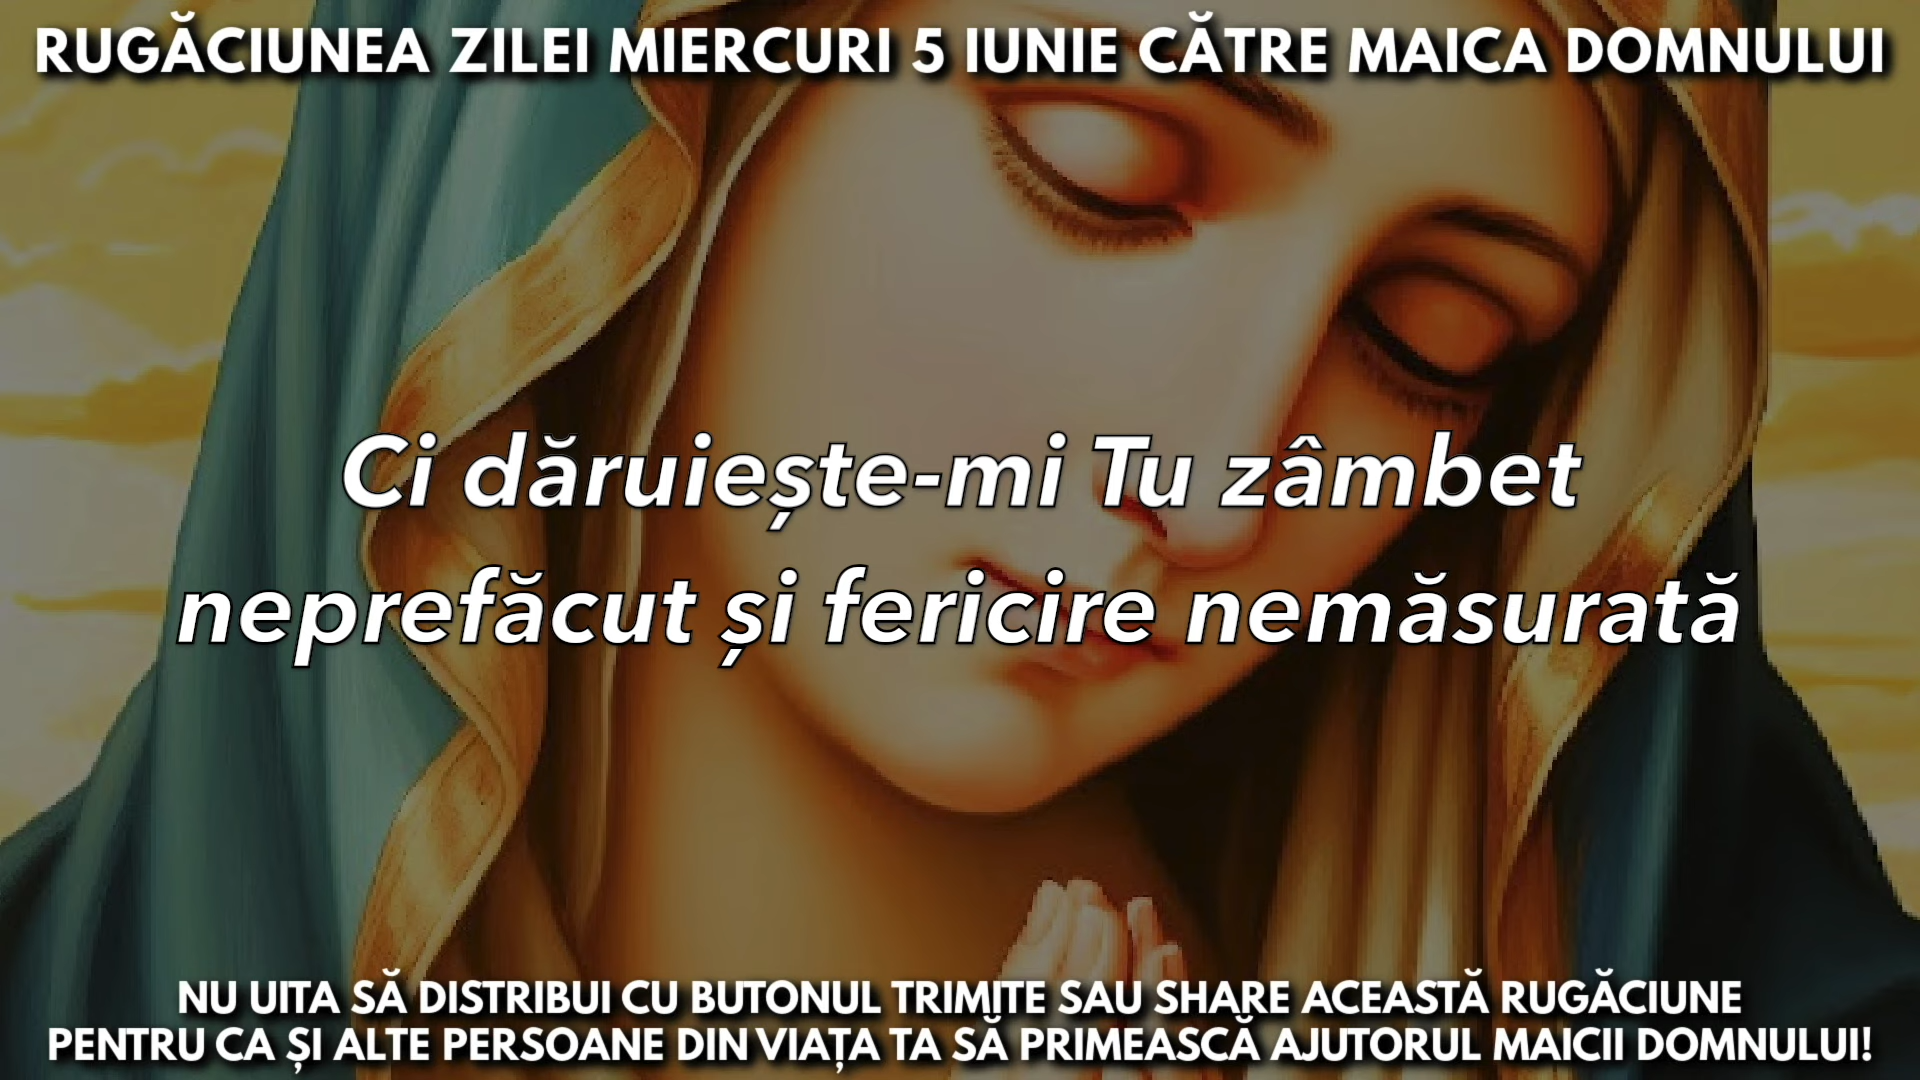 RUGĂCIUNEA ZILEI MIERCURI 5 IUNIE CĂTRE MAICA DOMNULUI
Ci dăruiește-mi Tu zâmbet
neprefăcut și fericire nemăsurată
NU UITA SĂ DISTRIBUI CU BUTONUL TRIMITE SAU SHARE ACEASTĂ RUGĂCIUNE
PENTRU CA ȘI ALTE PERSOANE DIN VIAȚA TA SĂ PRIMEASCĂ AJUTORUL MAICII DOMNULUI!